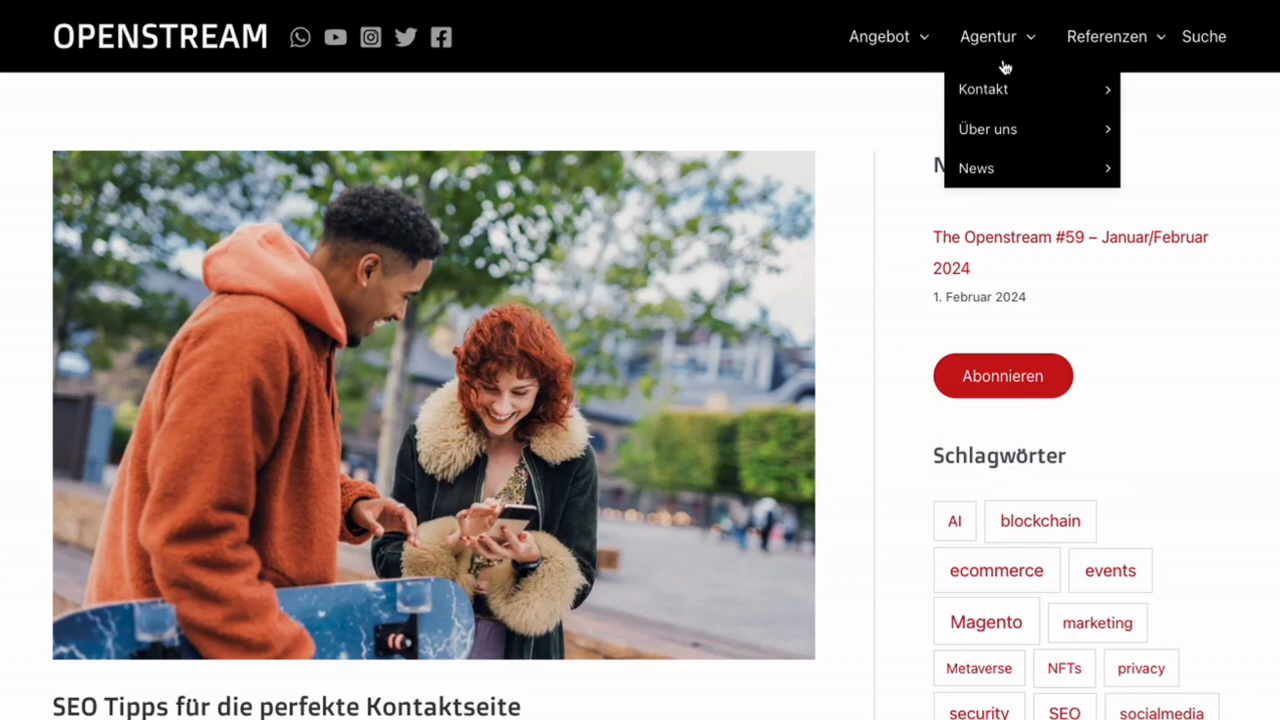 OPENSTREAM
Angebot Agentur Referenzen Suche
Kontakt
Über uns
News
The Openstream #59 – Januar/Februar
2024
1. Februar 2024
Abonnieren
Schlagwörter
AI blockchain
ecommerce events
Magento marketing
Metaverse NFTs privacy
security SEO socialmedia
SEO Tipps für die perfekte Kontaktseite